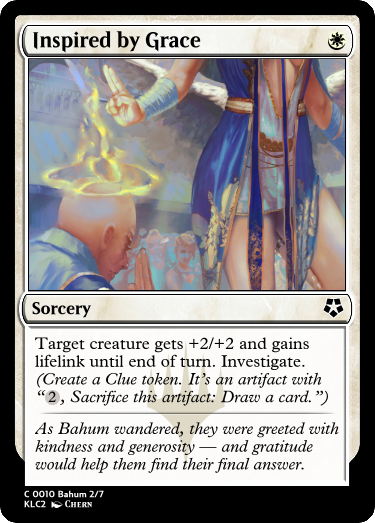 Inspired by Grace
Sorcery
Target creature gets +2/+2 and gains
lifelink until end of turn. Investigate.
(Create a Clue token. It's an artifact with
“2, Sacrifice this artifact: Draw a card.”)
As Bahum wandered, they were greeted with
kindness and generosity — and gratitude
would help them find their final answer.
C 0010 Bahum 2/7
KLC2 Chern